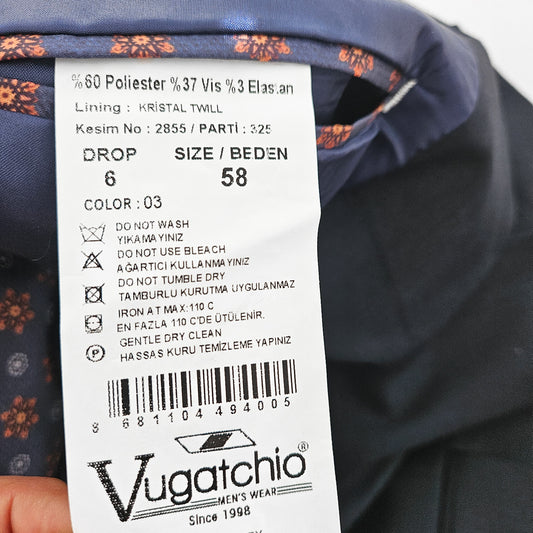 %60 Poliester %37 Vis %3 Elastan
Lining : KRİSTAL TWILL
Kesim No : 2855 / PARTİ : 325
DROP SIZE / BEDEN
6 58
COLOR : 03
DO NOT WASH
YIKAMAYINIZ
DO NOT USE BLEACH
AĞARTICI KULLANMAYINIZ
DO NOT TUMBLE DRY
TAMBURLU KURUTMA UYGULANMAZ
IRON AT MAX:110 C
EN FAZLA 110 C'DE ÜTÜLENİR.
GENTLE DRY CLEAN
P HASSAS KURU TEMİZLEME YAPINIZ
8 681104 494005
Vugatchio®
MEN'S WEAR
Since 1998